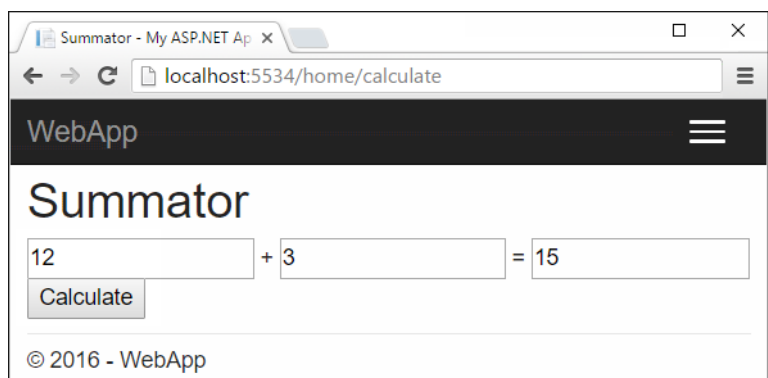 Summator - My ASP.NET Ap
localhost:5534/home/calculate
WebApp
Summator
12 + 3 = 15
Calculate
© 2016 - WebApp